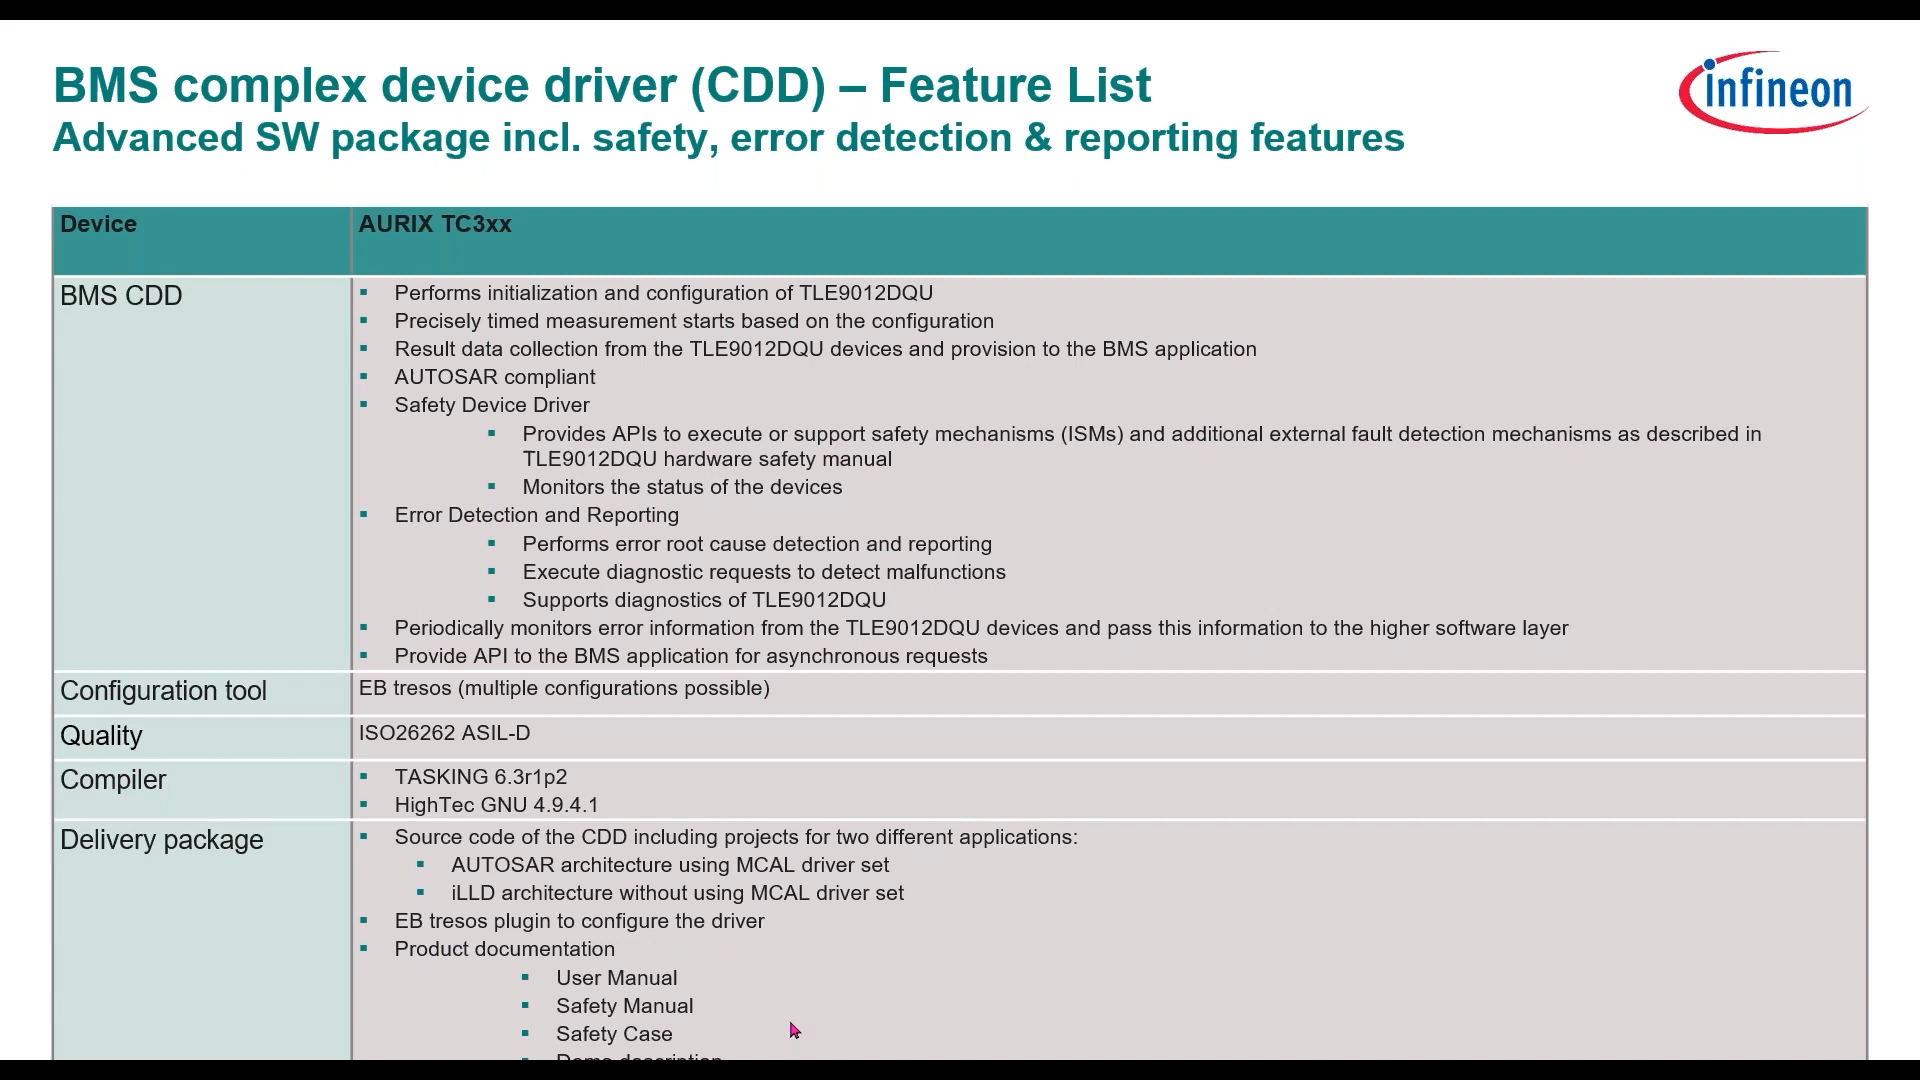 BMS complex device driver (CDD) – Feature List
Advanced SW package incl. safety, error detection & reporting features
infineon
Device
AURIX TC3xx
BMS CDD
Performs initialization and configuration of TLE9012DQU
Precisely timed measurement starts based on the configuration
Result data collection from the TLE9012DQU devices and provision to the BMS application
AUTOSAR compliant
Safety Device Driver
Provides APIs to execute or support safety mechanisms (ISMs) and additional external fault detection mechanisms as described in
TLE9012DQU hardware safety manual
Monitors the status of the devices
Error Detection and Reporting
Performs error root cause detection and reporting
Execute diagnostic requests to detect malfunctions
Supports diagnostics of TLE9012DQU
Periodically monitors error information from the TLE9012DQU devices and pass this information to the higher software layer
Provide API to the BMS application for asynchronous requests
Configuration tool
EB tresos (multiple configurations possible)
Quality
ISO26262 ASIL-D
Compiler
TASKING 6.3r1p2
HighTec GNU 4.9.4.1
Delivery package
Source code of the CDD including projects for two different applications:
AUTOSAR architecture using MCAL driver set
iLLD architecture without using MCAL driver set
EB tresos plugin to configure the driver
Product documentation
User Manual
Safety Manual
Safety Case
Demo description